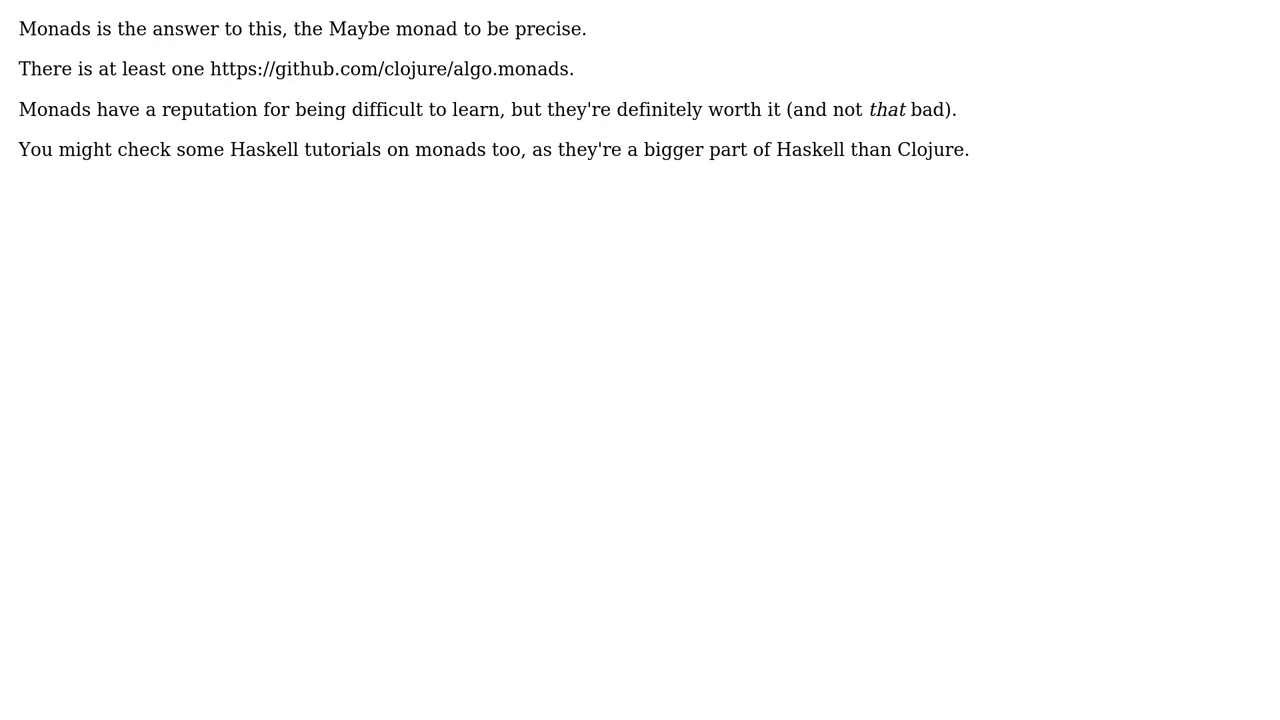 Monads is the answer to this, the Maybe monad to be precise.
There is at least one https://github.com/clojure/algo.monads.
Monads have a reputation for being difficult to learn, but they're definitely worth it (and not that bad).
You might check some Haskell tutorials on monads too, as they're a bigger part of Haskell than Clojure.